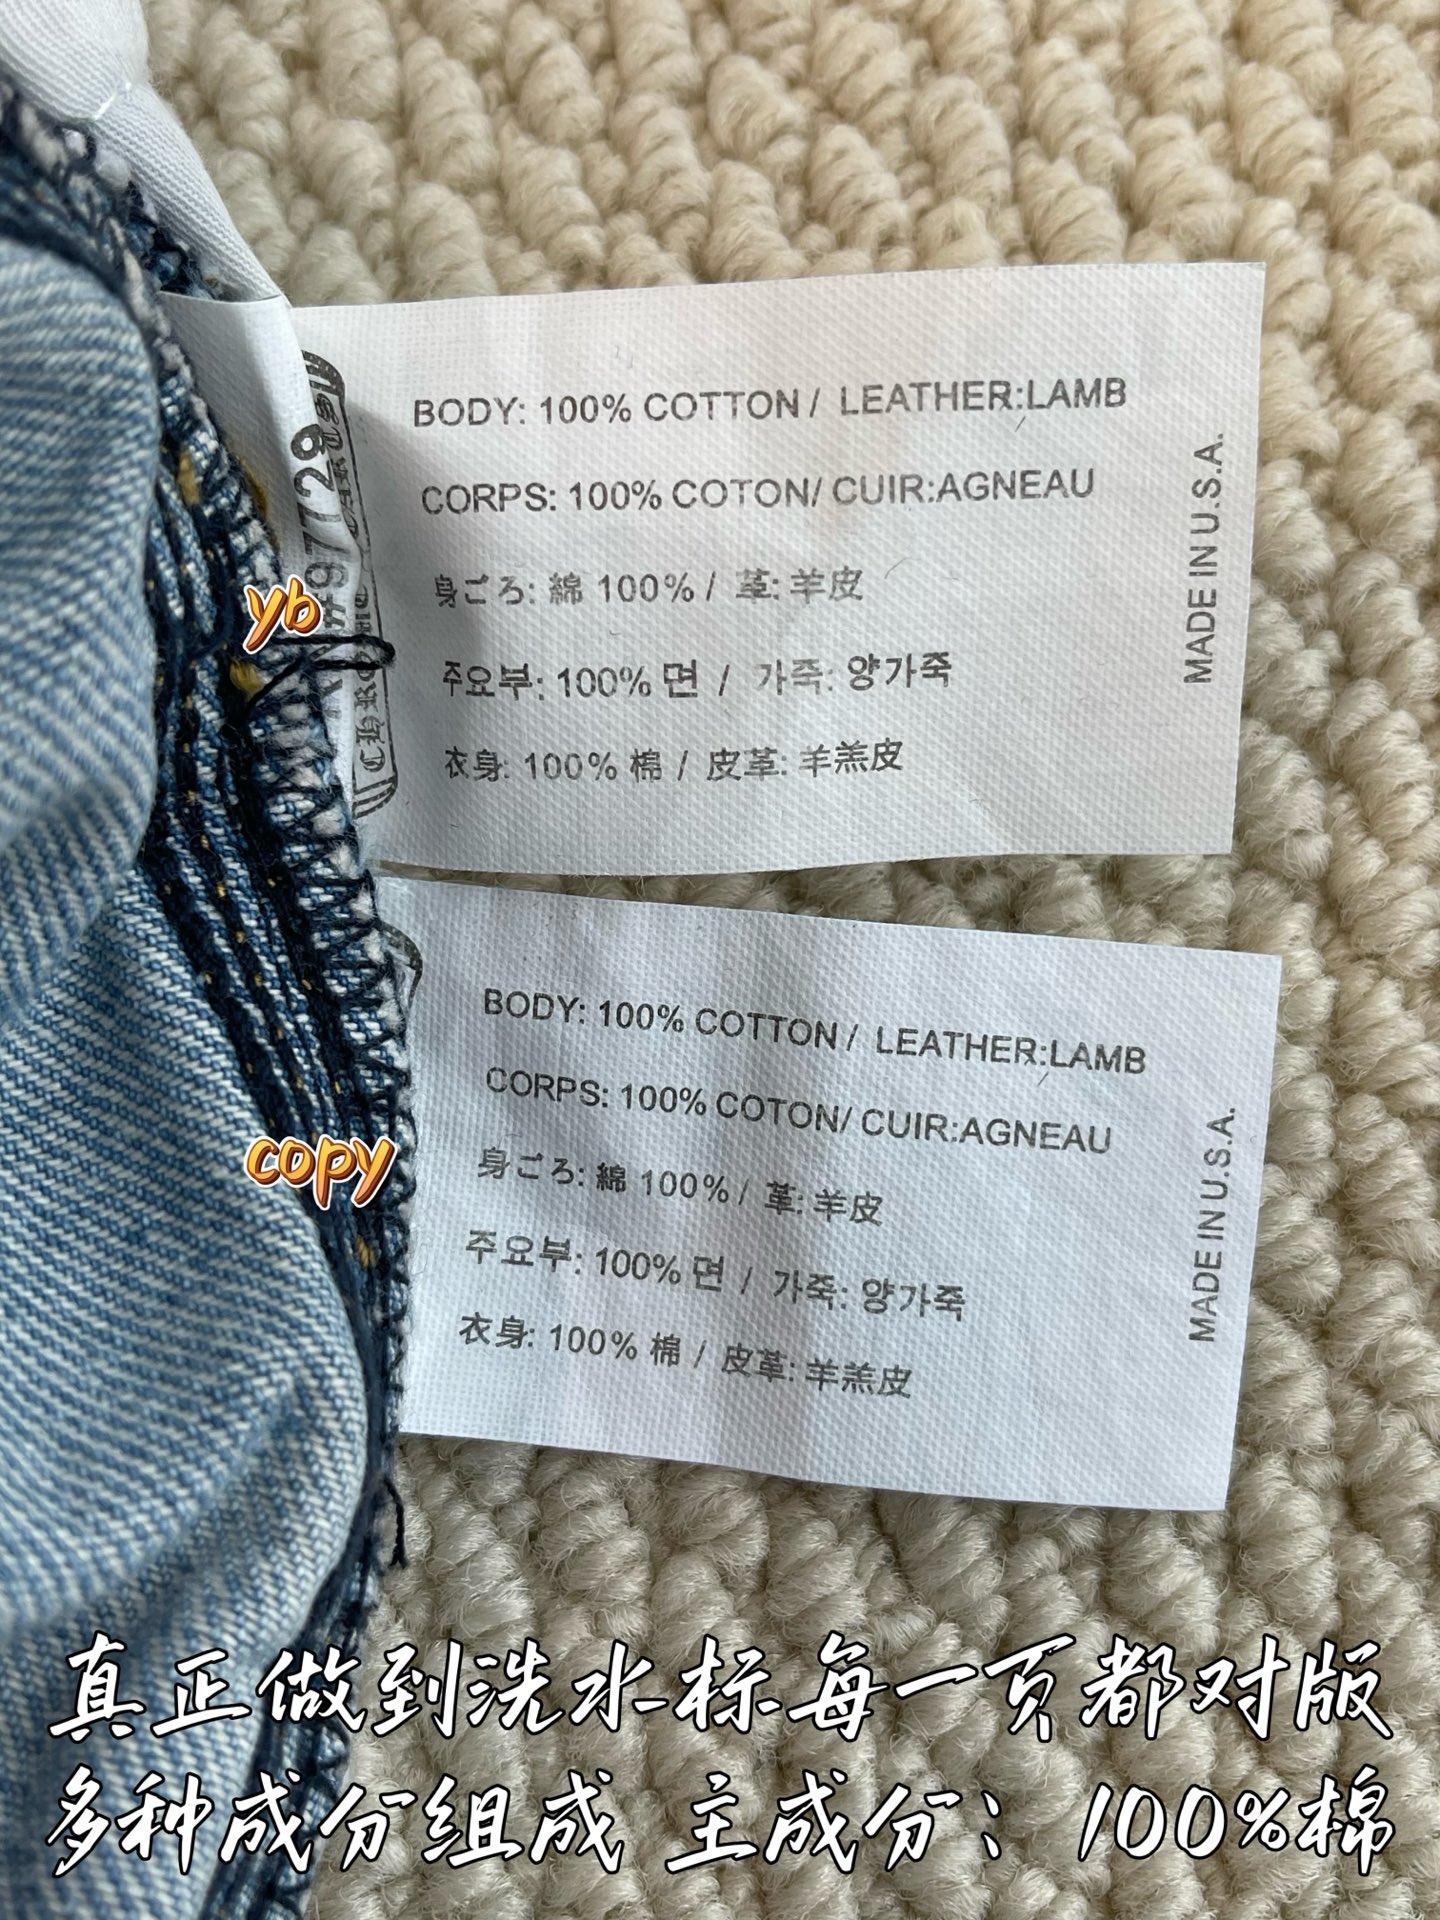 BODY: 100% COTTON / LEATHER:LAMB
CORPS: 100% COTON/ CUIR:AGNEAU
身ごろ: 綿 100% / 革: 羊皮
주요부: 100% 면 / 가죽: 양가죽
衣身: 100% 棉 / 皮革: 羊羔皮
MADE IN U.S.A.
#97729
yb
BODY: 100% COTTON / LEATHER:LAMB
CORPS: 100% COTON/ CUIR:AGNEAU
身ごろ: 綿 100% / 革: 羊皮
주요부: 100% 면 / 가죽: 양가죽
衣身: 100% 棉 / 皮革: 羊羔皮
MADE IN U.S.A.
copy
真正做到洗水标每一页都对版
多种成分组成 主成分：100%棉